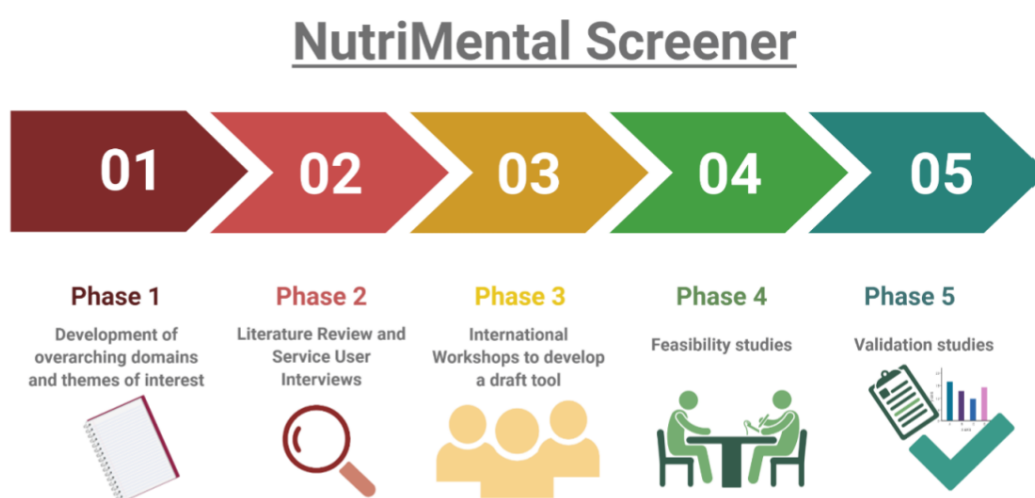 NutriMental Screener
01
02
03
04
05
Phase 1
Development of
overarching domains
and themes of interest
Phase 2
Literature Review and
Service User
Interviews
Phase 3
International
Workshops to develop
a draft tool
Phase 4
Feasibility studies
Phase 5
Validation studies